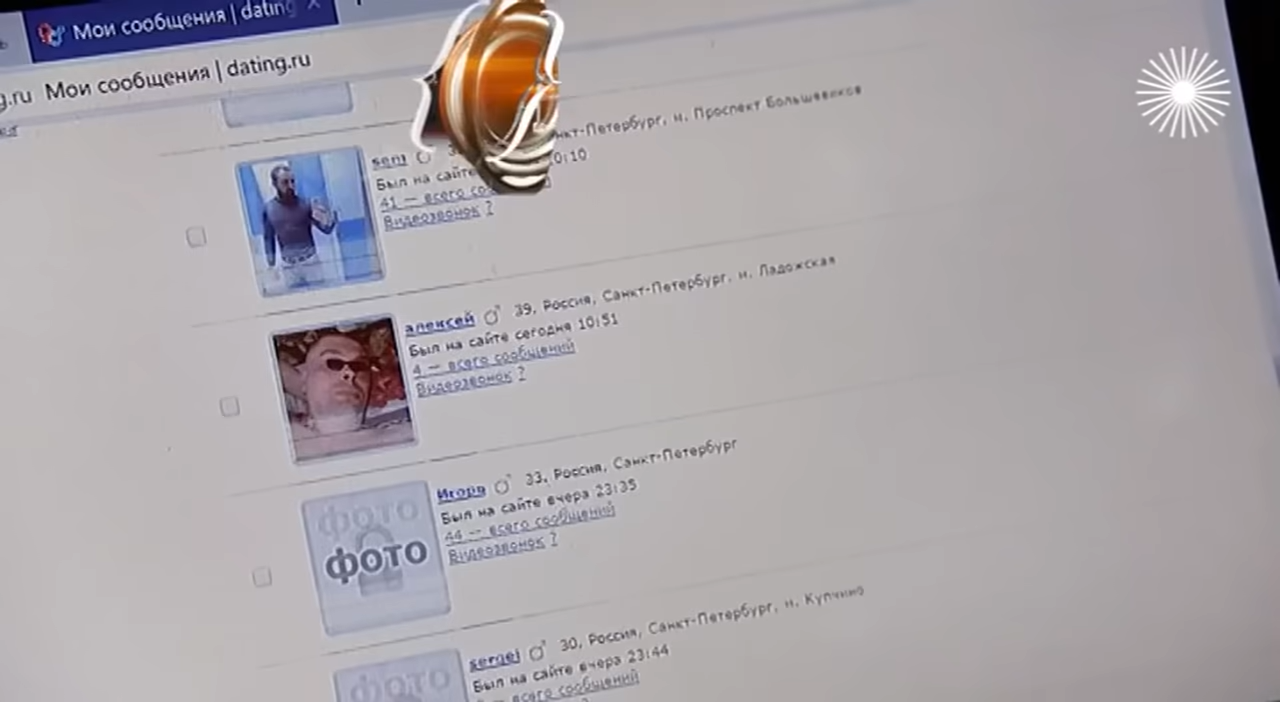 Мои сообщения | dating
g.ru Мои сообщения | dating.ru
Санкт-Петербург, м. Проспект Большевиков
Был на сайте 0:10
41 — всего
Видеозвонок ?
алексей 39, Россия, Санкт-Петербург, м. Ладожская
Был на сайте сегодня 10:51
4 — всего сообщений
Видеозвонок ?
Игорь 33, Россия, Санкт-Петербург
Был на сайте вчера 23:35
44 — всего сообщений
Видеозвонок ?
фото
фото
sergei 30, Россия, Санкт-Петербург, м. Купчино
Был на сайте вчера 23:44
всего сообщений
фото